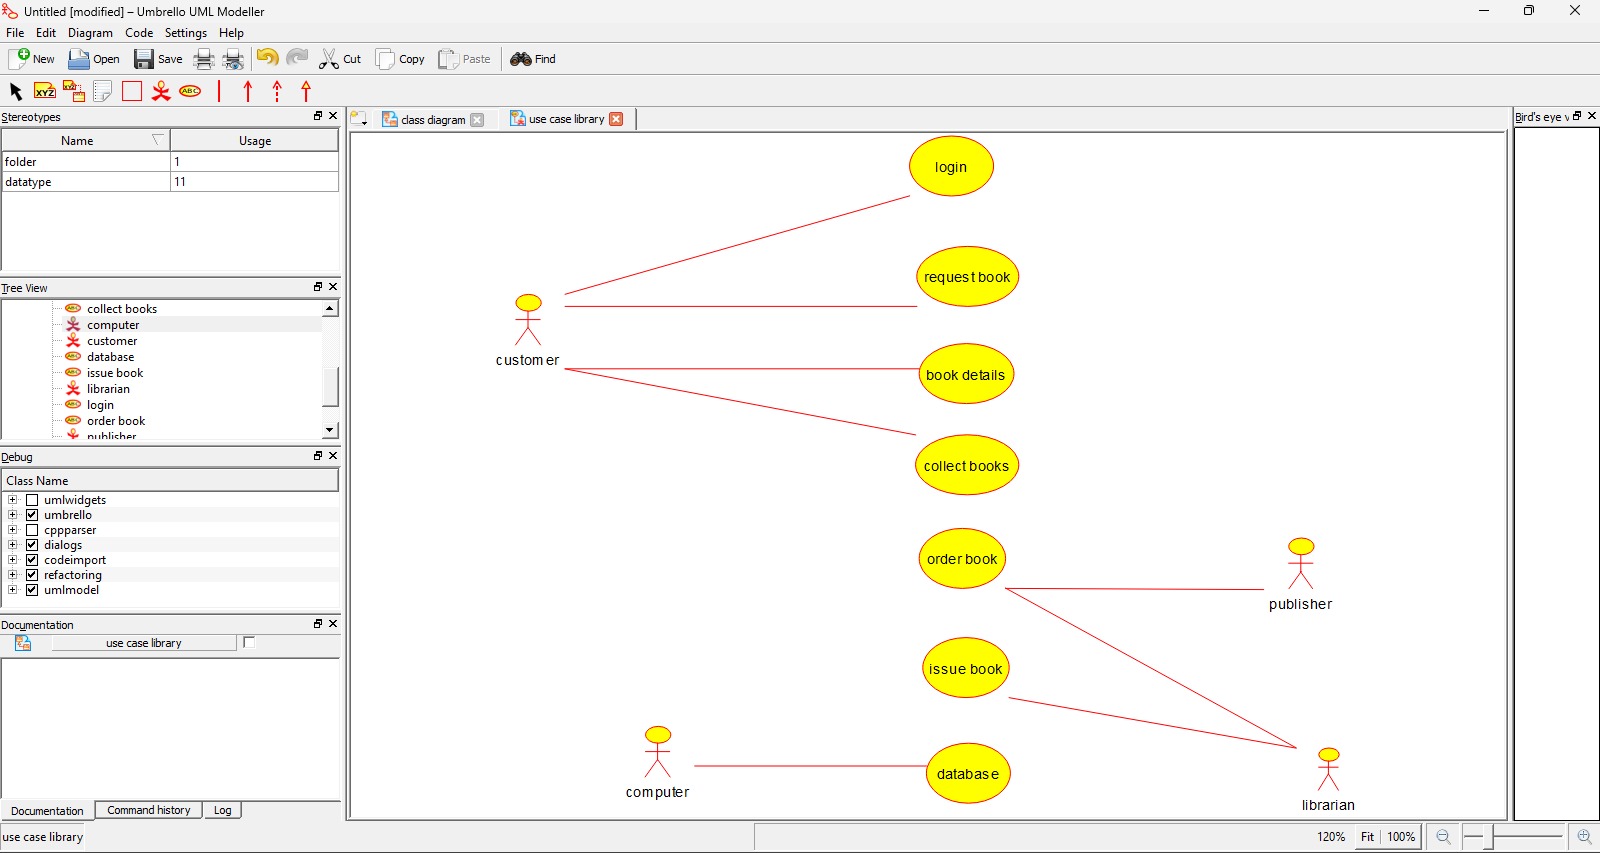 Untitled [modified] – Umbrello UML Modeller
File Edit Diagram Code Settings Help
New Open Save Cut Copy Paste Find
XYZ XYZ ABC
Stereotypes
Name Usage
folder 1
datatype 11
Tree View
collect books
computer
customer
database
issue book
librarian
login
order book
publisher
Debug
Class Name
umlwidgets
umbrello
cppparser
dialogs
codeimport
refactoring
umlmodel
Documentation
use case library
Documentation Command history Log
use case library
class diagram use case library
login
request book
customer
book details
collect books
order book
publisher
issue book
computer
database
librarian
Bird's eye v
120% Fit 100%